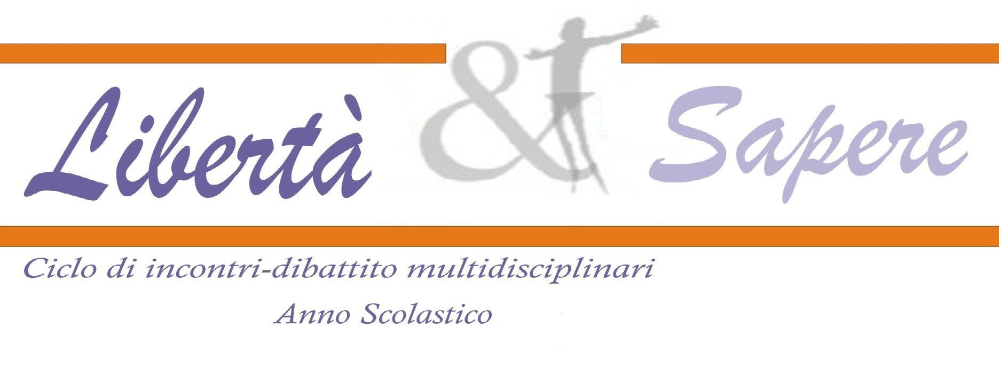 Libertà & Sapere
Ciclo di incontri-dibattito multidisciplinari
Anno Scolastico